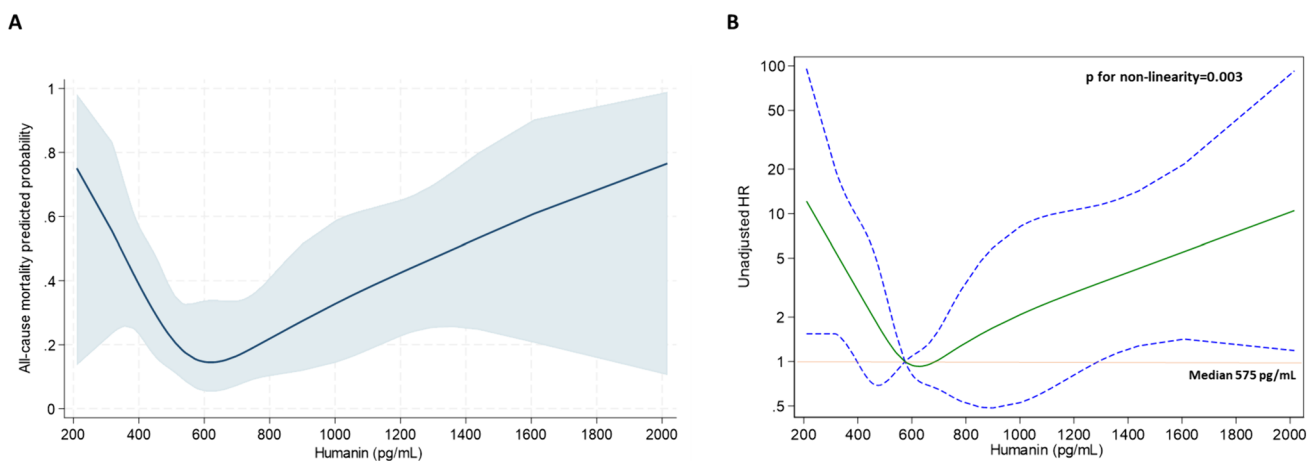 A
All-cause mortality predicted probability
1
.8
.6
.4
.2
0
200 400 600 800 1000 1200 1400 1600 1800 2000
Humanin (pg/mL)
B
Unadjusted HR
100
50
20
10
5
2
1
.5
p for non-linearity=0.003
Median 575 pg/mL
200 400 600 800 1000 1200 1400 1600 1800 2000
Humanin (pg/mL)